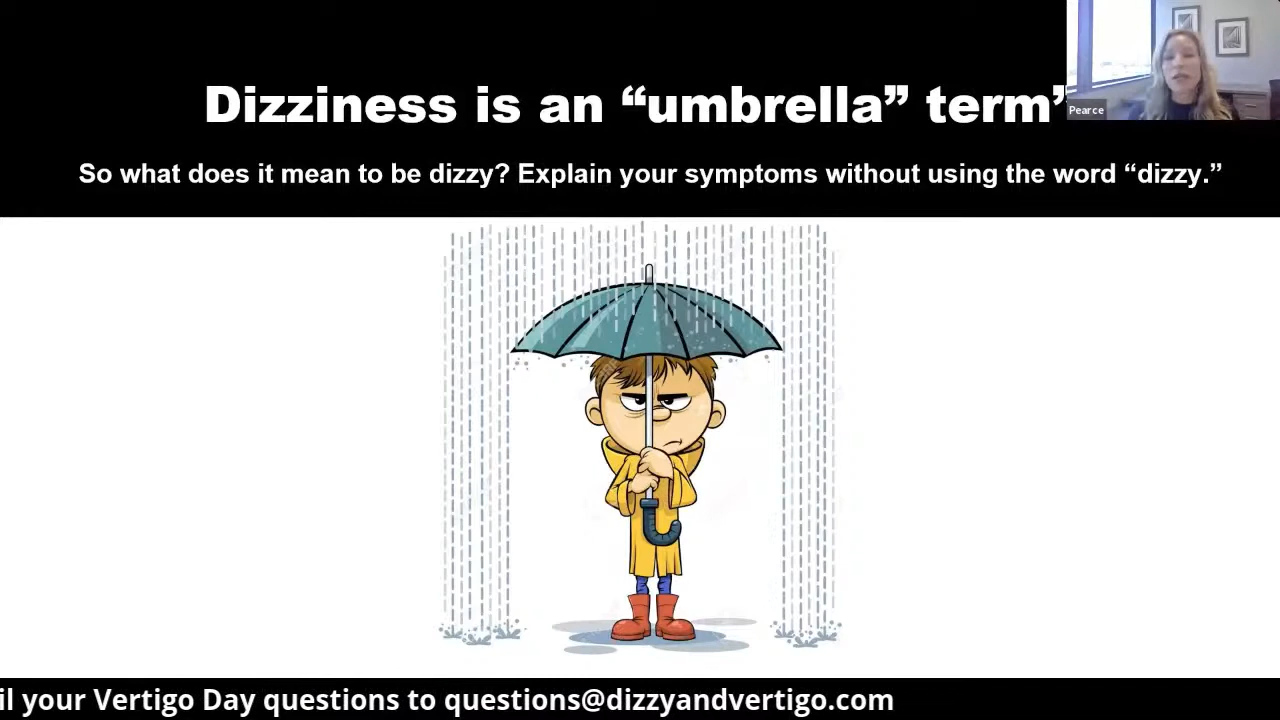 Dizziness is an “umbrella” term”
Pearce
So what does it mean to be dizzy? Explain your symptoms without using the word “dizzy.”
il your Vertigo Day questions to questions@dizzyandvertigo.com